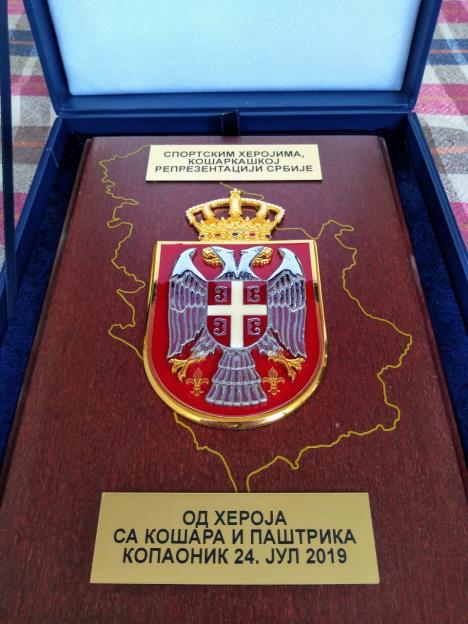 СПОРТСКИМ ХЕРОЈИМА,
КОШАРКАШКОЈ
РЕПРЕЗЕНТАЦИЈИ СРБИЈЕ
ОД ХЕРОЈА
СА КОШАРА И ПАШТРИКА
КОПАОНИК 24. ЈУЛ 2019